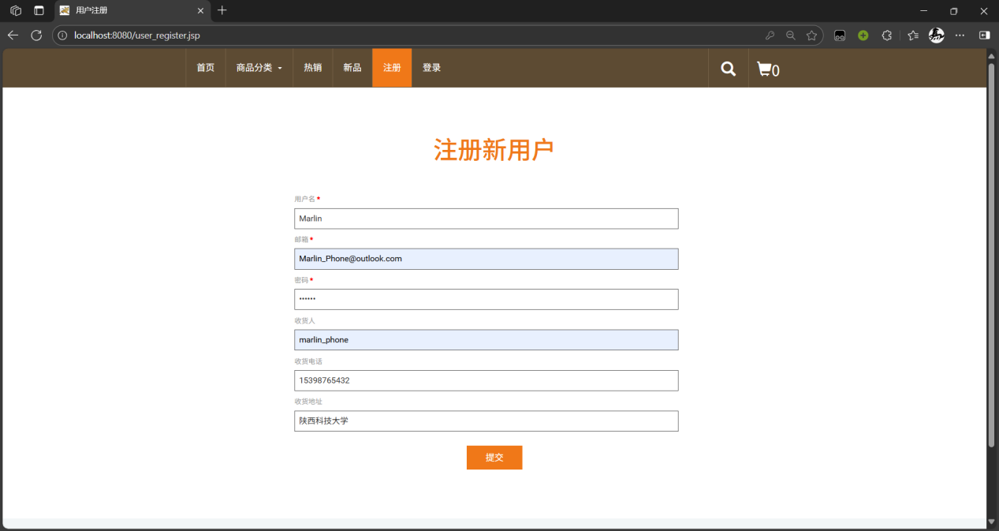 用户注册
localhost:8080/user_register.jsp
首页 商品分类 热销 新品 注册 登录 0
注册新用户
用户名*
Marlin
邮箱*
Marlin_Phone@outlook.com
密码*
••••••
收货人
marlin_phone
收货电话
15398765432
收货地址
陕西科技大学
提交